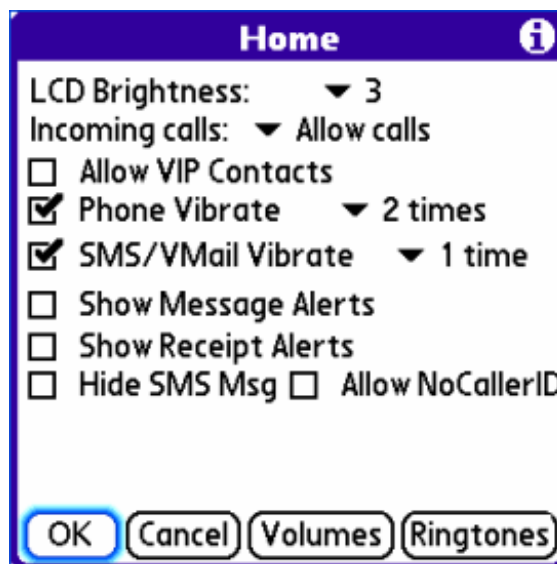 Home
LCD Brightness: 3
Incoming calls: Allow calls
Allow VIP Contacts
Phone Vibrate 2 times
SMS/VMail Vibrate 1 time
Show Message Alerts
Show Receipt Alerts
Hide SMS Msg Allow NoCallerID
OK Cancel Volumes Ringtones